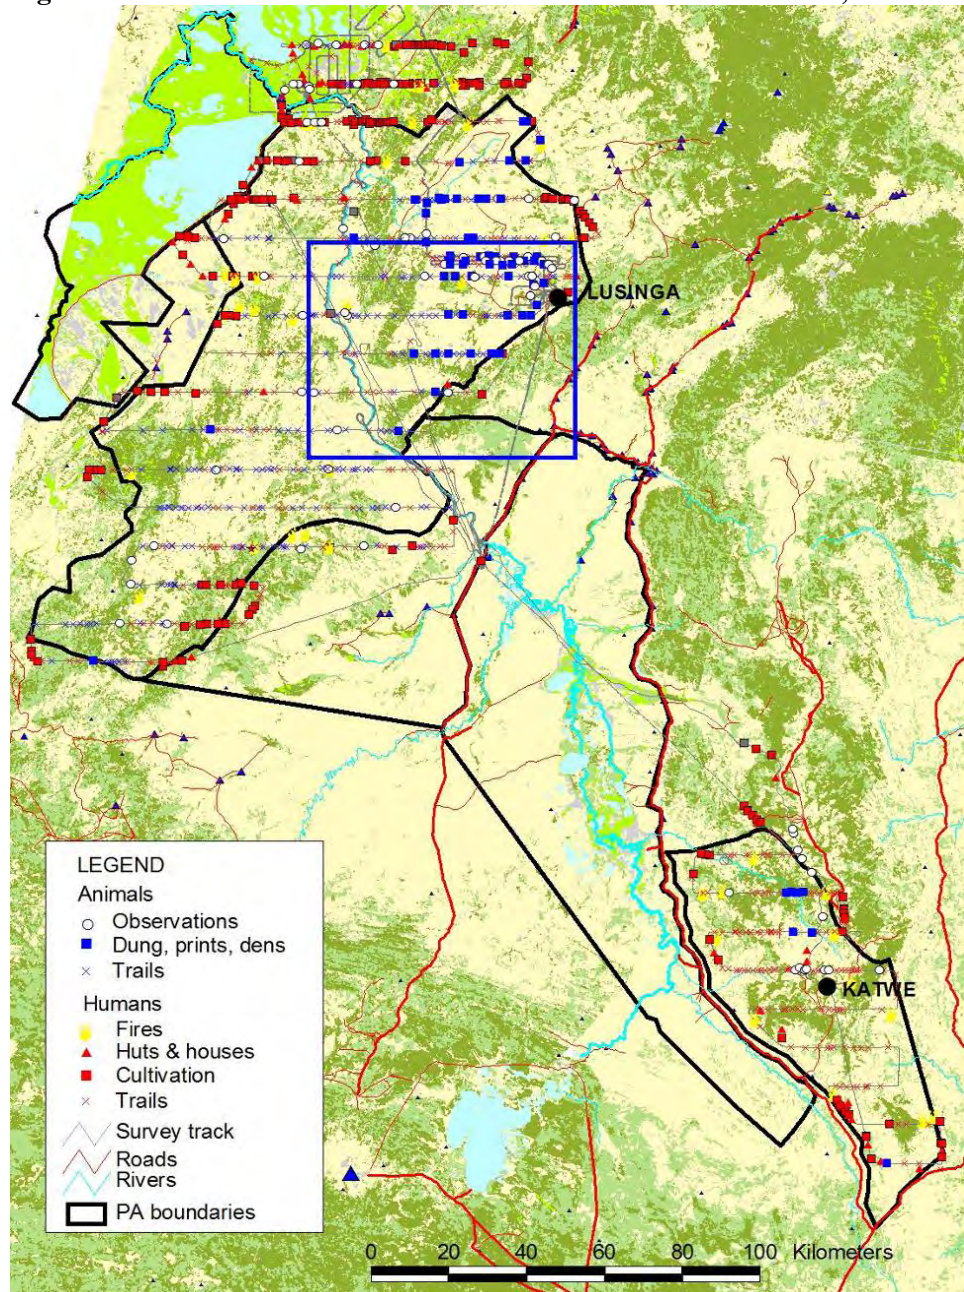 LUSINGA
KATWE
LEGEND
Animals
Observations
Dung, prints, dens
Trails
Humans
Fires
Huts & houses
Cultivation
Trails
Survey track
Roads
Rivers
PA boundaries
0 20 40 60 80 100 Kilometers